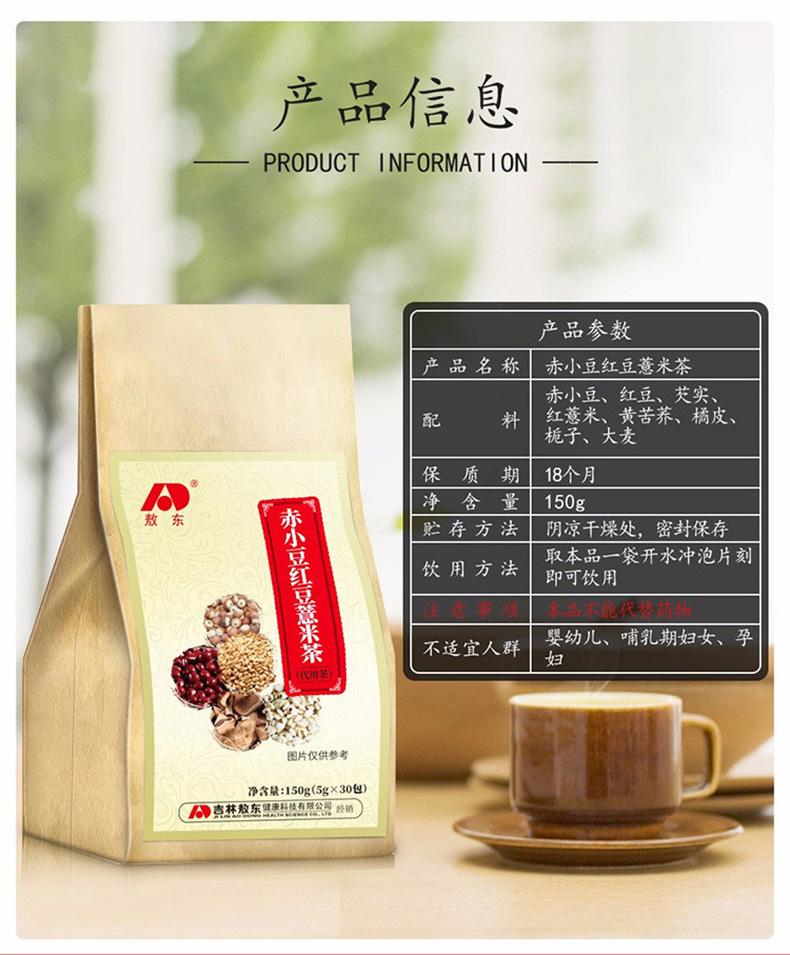 产品信息
PRODUCT INFORMATION
产品参数
产品名称 赤小豆红豆薏米茶
配料 赤小豆、红豆、芡实、
红薏米、黄苦荞、橘皮、
栀子、大麦
保质期 18个月
净含量 150g
贮存方法 阴凉干燥处，密封保存
饮用方法 取本品一袋开水冲泡片刻
即可饮用
注意事项 本品不能代替药物
不适宜人群 婴幼儿、哺乳期妇女、孕
妇
®
敖东
赤小豆红豆薏米茶
(代用茶)
图片仅供参考
净含量:150g(5g×30包)
吉林敖东健康科技有限公司 经销
JI LIN AO DONG HEALTH SCIENCE CO., LTD